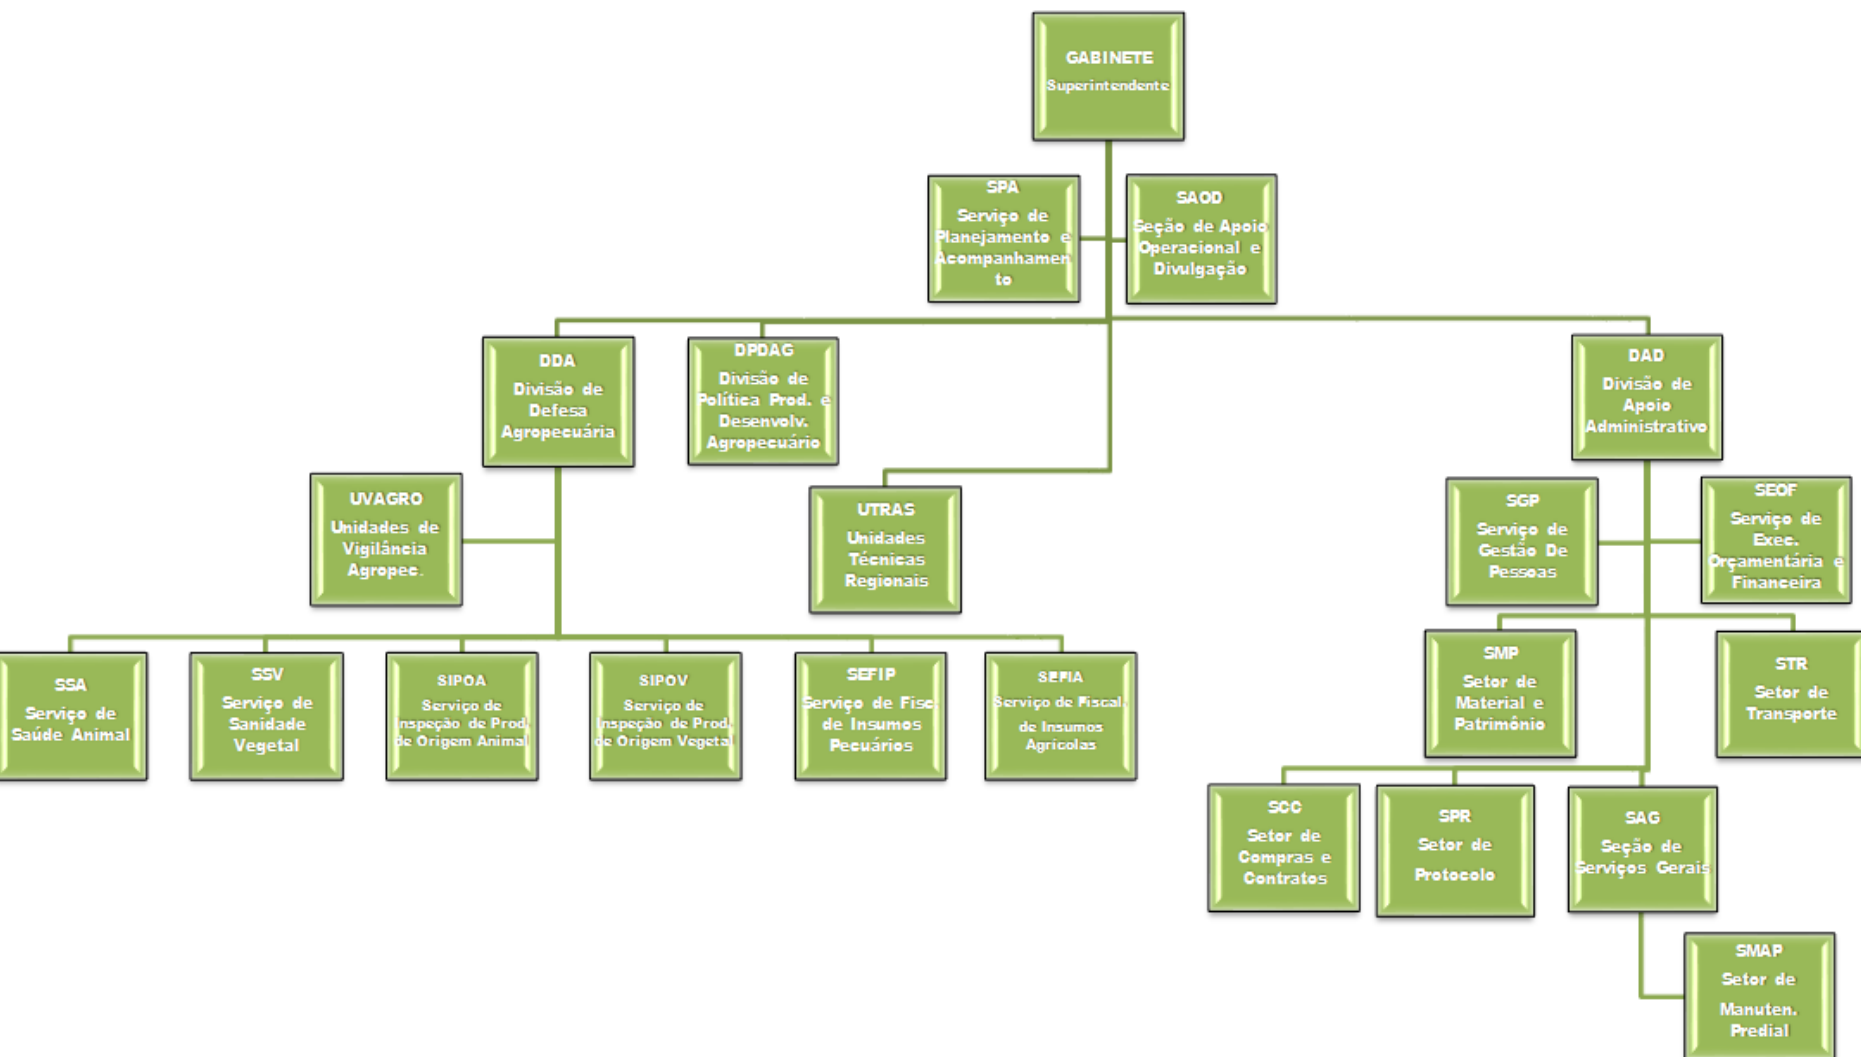 GABINETE
Superintendente
SPA
Serviço de
Planejamento e
Acompanhamen
to
SAOD
Seção de Apoio
Operacional e
Divulgação
DDA
Divisão de
Defesa
Agropecuária
DPDAG
Divisão de
Política Prod. e
Desenvolv.
Agropecuário
DAD
Divisão de
Apoio
Administrativo
UVAGRO
Unidades de
Vigilância
Agropec.
UTRAS
Unidades
Técnicas
Regionais
SGP
Serviço de
Gestão De
Pessoas
SEOF
Serviço de
Exec.
Orçamentária e
Financeira
SSA
Serviço de
Saúde Animal
SSV
Serviço de
Sanidade
Vegetal
SIPOA
Serviço de
Inspeção de Prod.
de Origem Animal
SIPOV
Serviço de
Inspeção de Prod.
de Origem Vegetal
SEFIP
Serviço de Fisc.
de Insumos
Pecuários
SEFIA
Serviço de Fiscal.
de Insumos
Agrícolas
SMP
Setor de
Material e
Patrimônio
STR
Setor de
Transporte
SCC
Setor de
Compras e
Contratos
SPR
Setor de
Protocolo
SAG
Seção de
Serviços Gerais
SMAP
Setor de
Manuten.
Predial